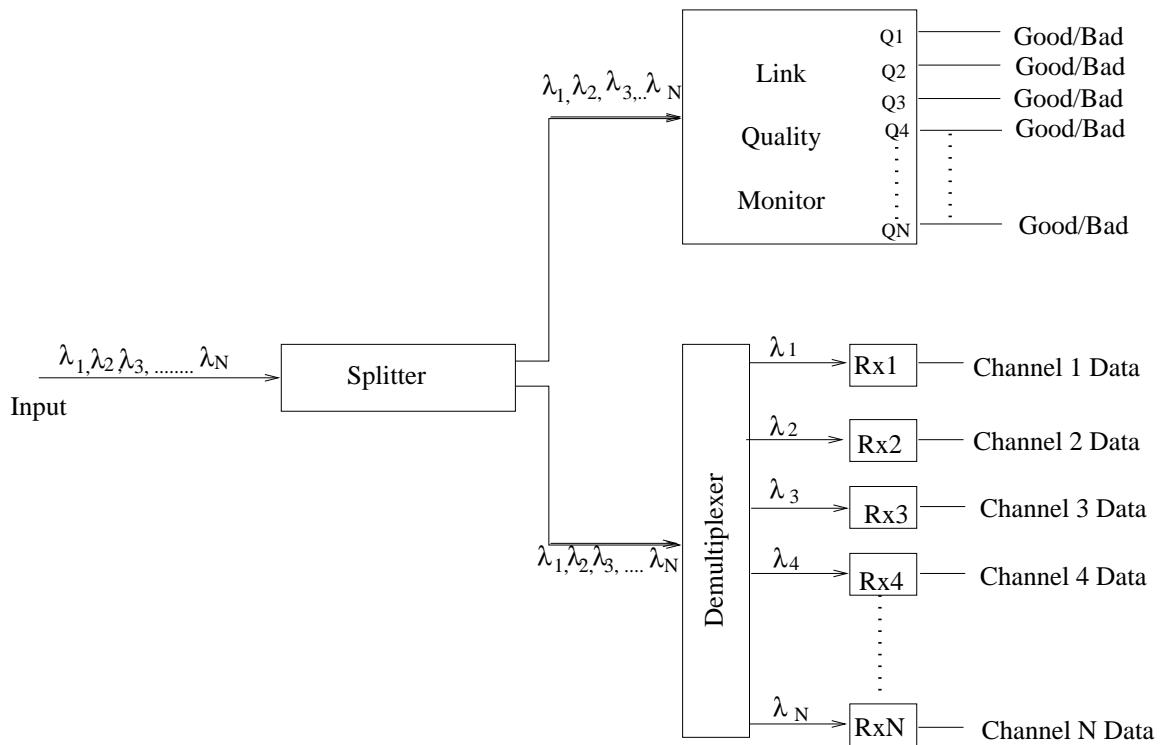 Q1 Good/Bad
Link Q2 Good/Bad
Q3 Good/Bad
λ1, λ2, λ3,..λN
Quality Q4 Good/Bad
Monitor
QN Good/Bad
λ1,λ2,λ3, ........ λN
Input
Splitter
λ1 Rx1 Channel 1 Data
λ2 Rx2 Channel 2 Data
λ3 Rx3 Channel 3 Data
λ1,λ2,λ3, .... λN
Demultiplexer
λ4 Rx4 Channel 4 Data
λN RxN Channel N Data